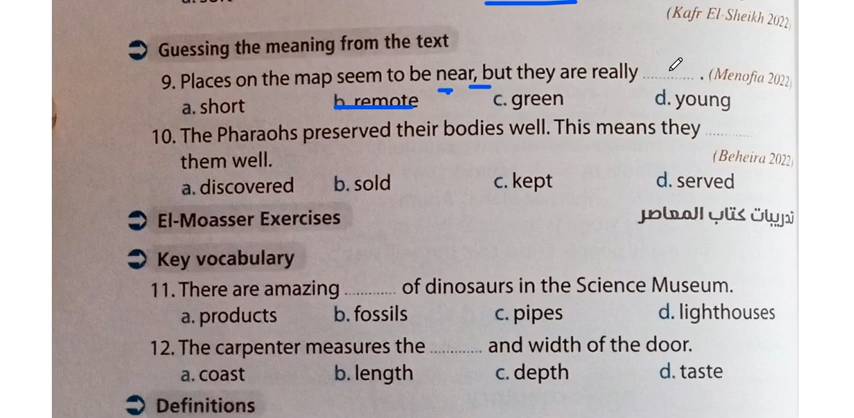 (Kafr El-Sheikh 2022)
Guessing the meaning from the text
9. Places on the map seem to be near, but they are really ............ . (Menofia 2022)
a. short b. remote c. green d. young
10. The Pharaohs preserved their bodies well. This means they ............
them well. (Beheira 2022)
a. discovered b. sold c. kept d. served
El-Moasser Exercises تدريبات كتاب المعاصر
Key vocabulary
11. There are amazing ............ of dinosaurs in the Science Museum.
a. products b. fossils c. pipes d. lighthouses
12. The carpenter measures the ............ and width of the door.
a. coast b. length c. depth d. taste
Definitions